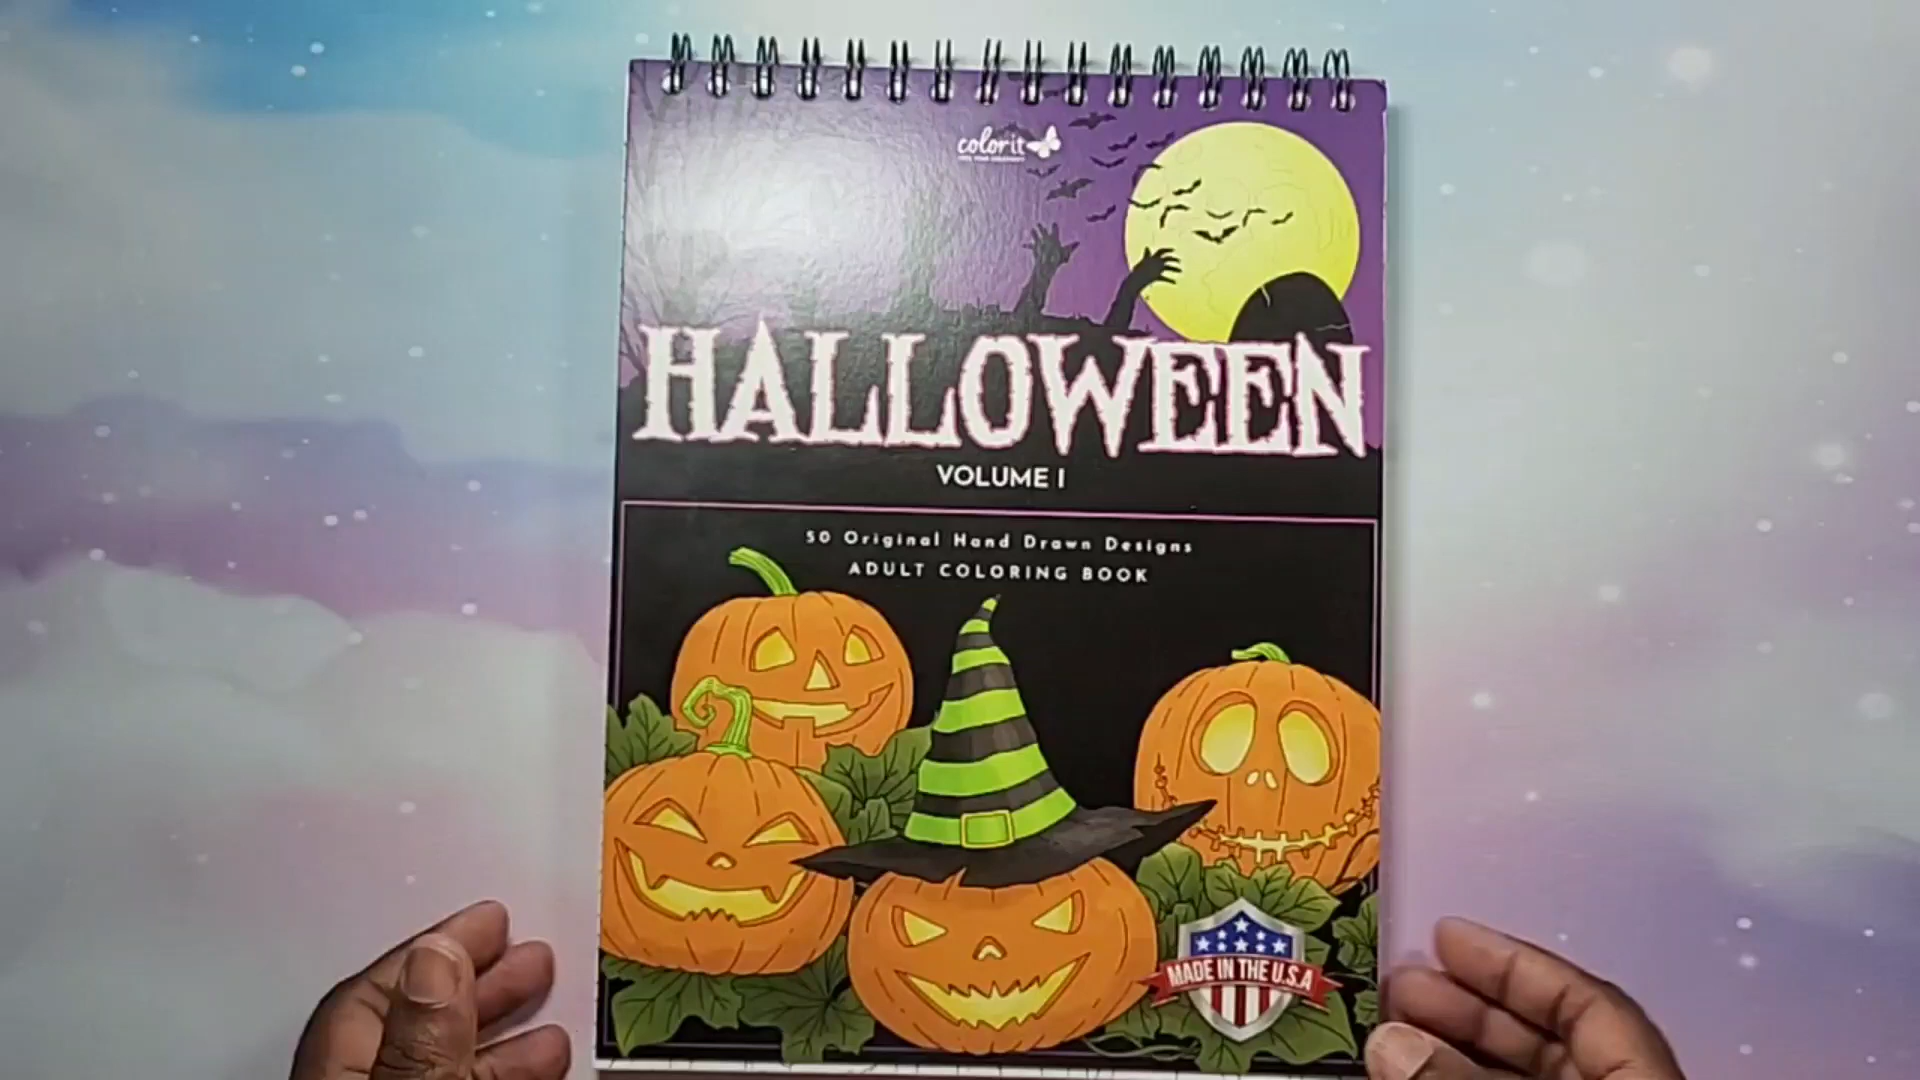 colorit
HALLOWEEN
VOLUME I
50 Original Hand Drawn Designs
ADULT COLORING BOOK
MADE IN THE U.S.A